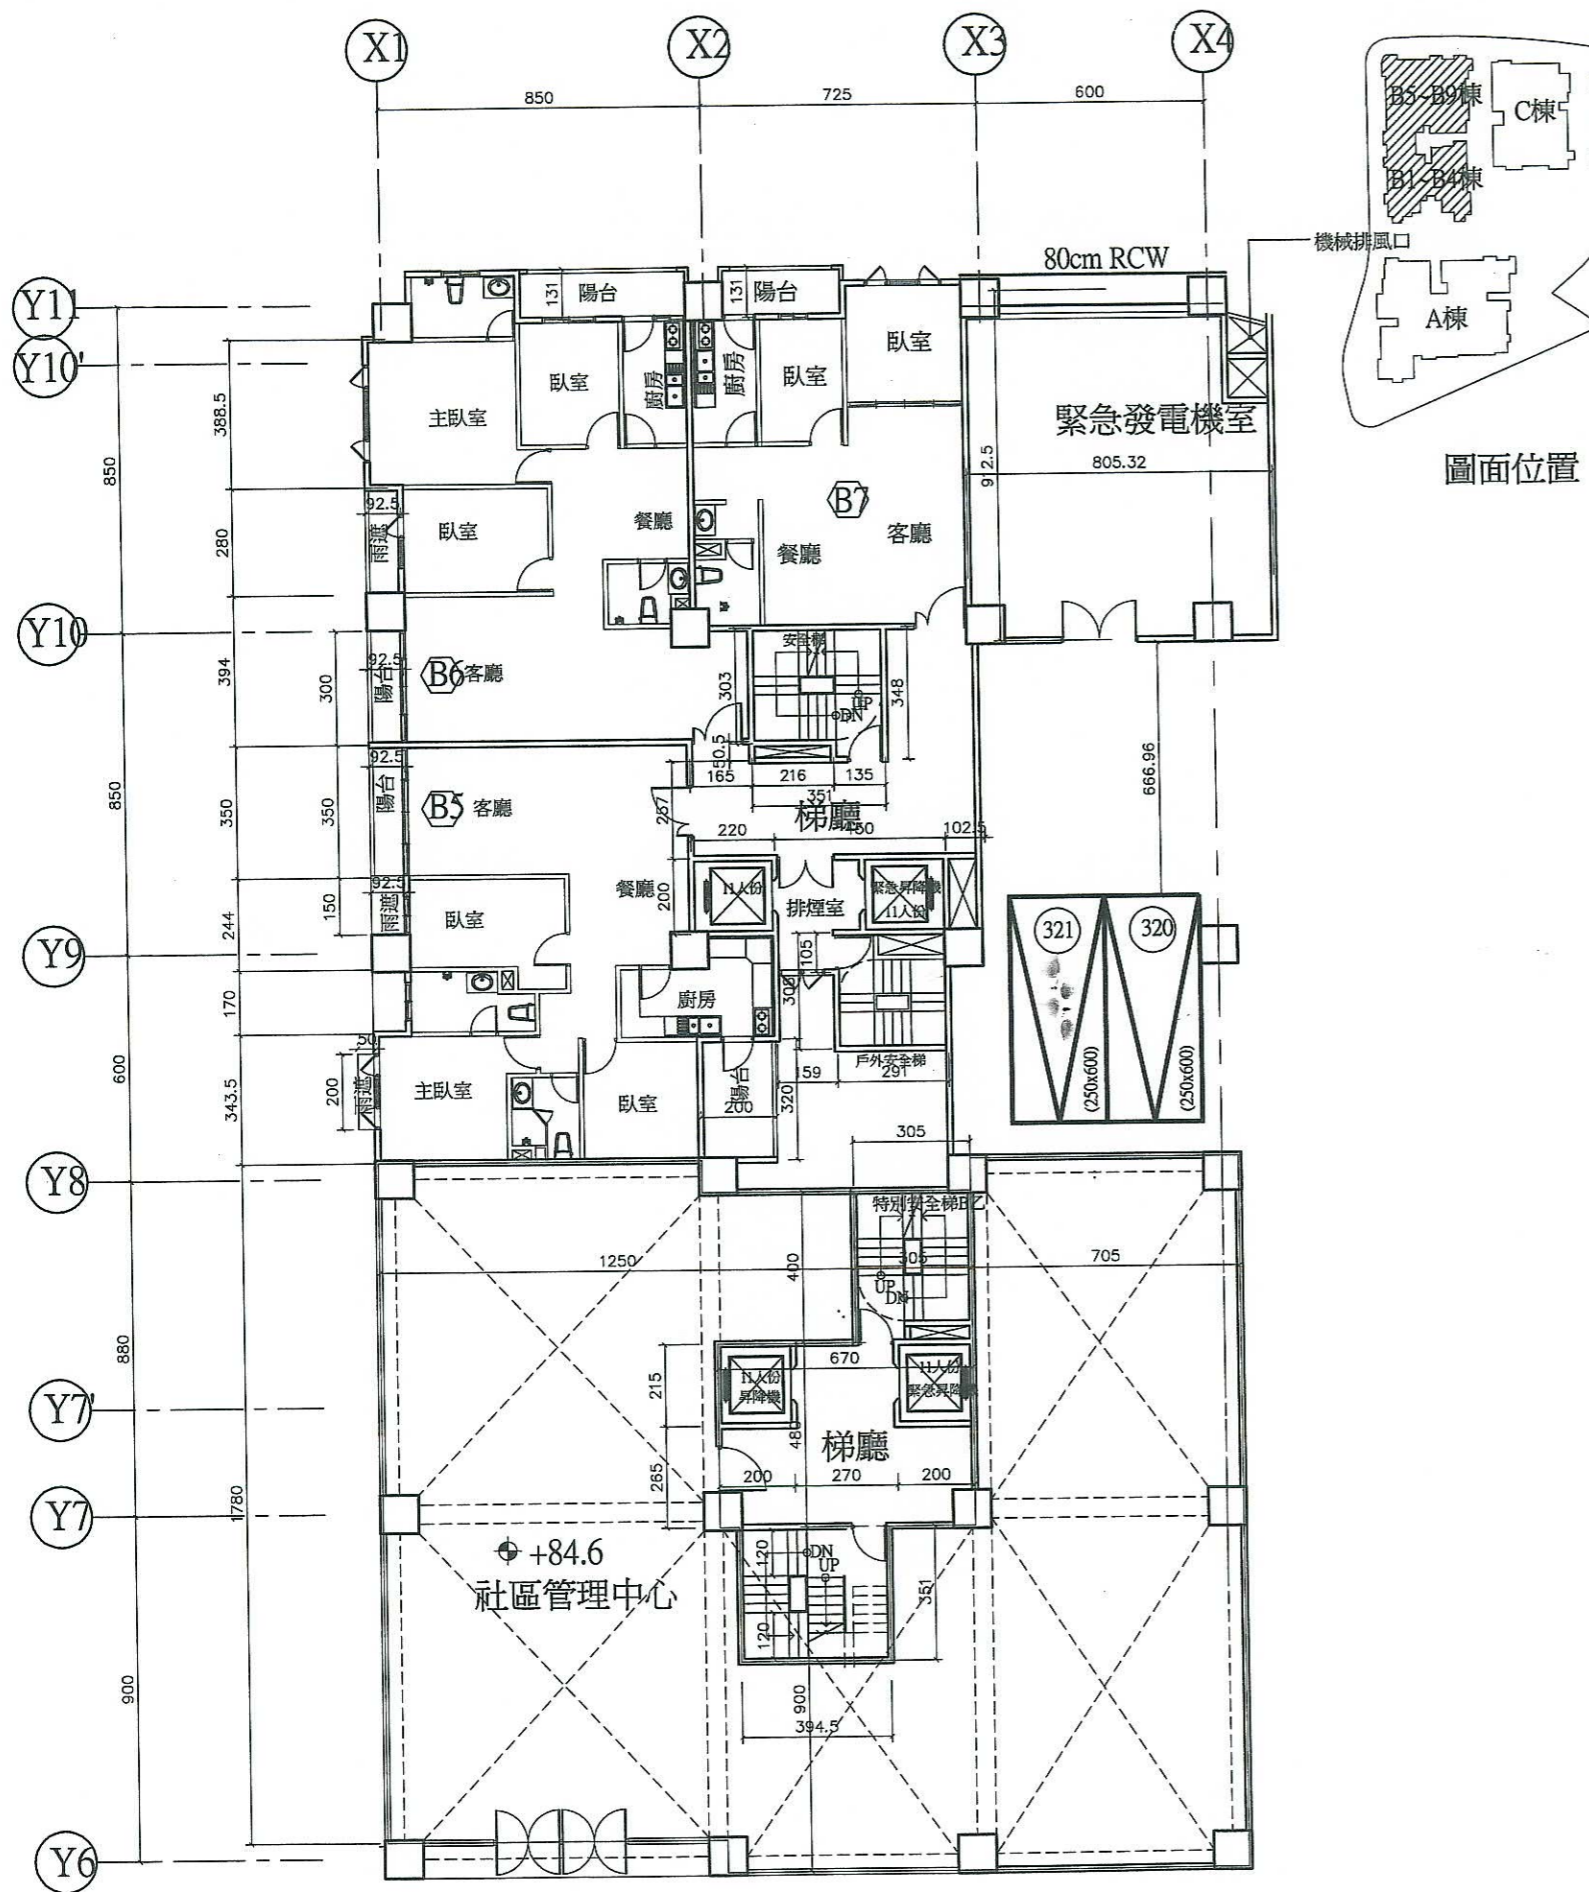 X1
X2
X3
X4
850
725
600
B5~B9棟
C棟
B1~B4棟
A棟
圖面位置
機械排風口
80cm RCW
Y11
Y10'
Y10
Y9
Y8
Y7'
Y7
Y6
850
850
600
880
900
388.5
280
394
350
244
170
343.5
1780
300
350
150
200
50
131
陽台
131
陽台
臥室
臥室
廚房
廚房
臥室
主臥室
緊急發電機室
805.32
912.5
92.5
雨遮
臥室
餐廳
B7
客廳
餐廳
92.5
陽台
B6
客廳
303
安全梯
UP
DN
348
50.5
92.5
陽台
B5
客廳
267
165
216
135
351
梯廳
220
450
102.5
666.96
92.5
雨遮
臥室
餐廳
200
11人份
排煙室
緊急昇降機
11人份
105
308
321
320
(250x600)
(250x600)
廚房
戶外安全梯
159
291
雨遮
主臥室
臥室
陽台
200
320
305
特別安全梯B乙
1250
400
305
705
UP
DN
215
670
11人份
昇降機
11人份
緊急昇降機
480
梯廳
265
200
270
200
+84.6
社區管理中心
120
DN
UP
351
120
900
394.5